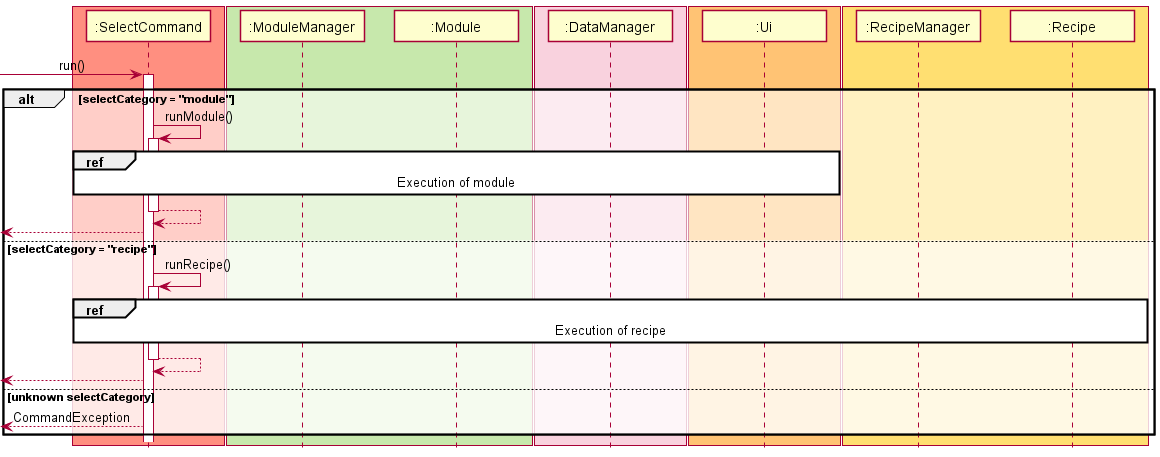 :SelectCommand
:ModuleManager
:Module
:DataManager
:Ui
:RecipeManager
:Recipe
run()
alt
[selectCategory = "module"]
runModule()
ref
Execution of module
[selectCategory = "recipe"]
runRecipe()
ref
Execution of recipe
[unknown selectCategory]
CommandException